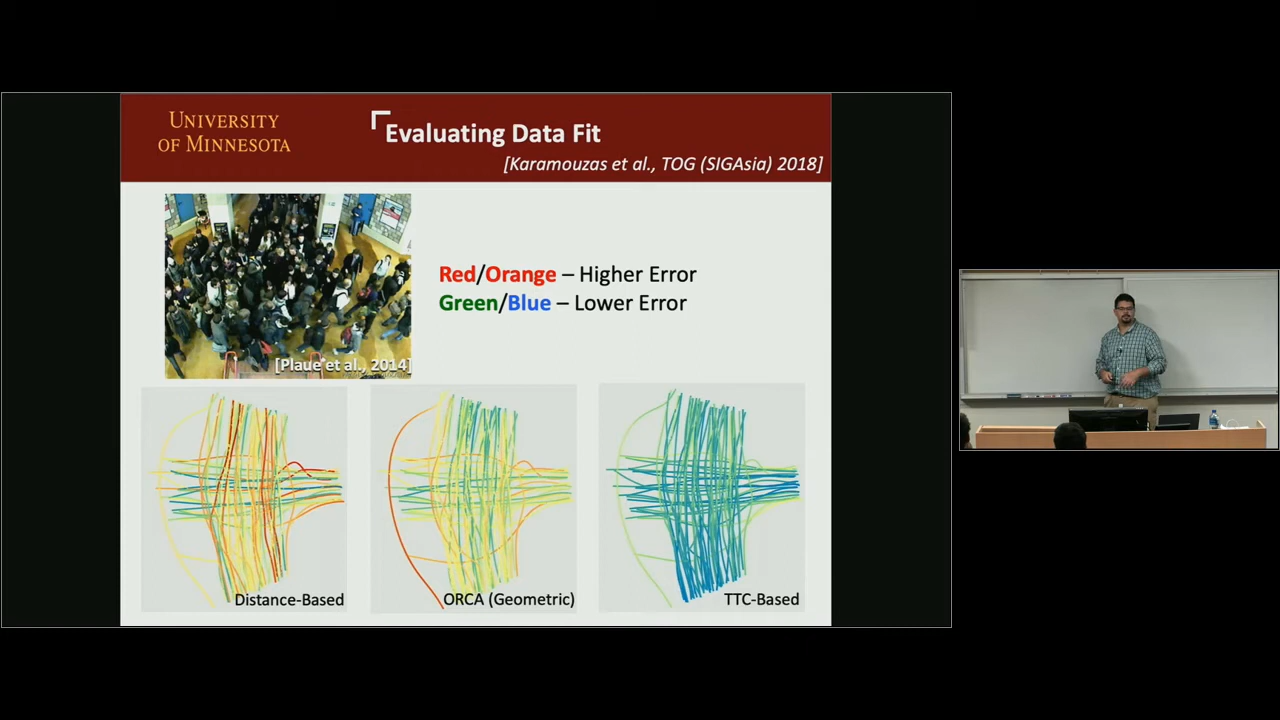 UNIVERSITY
OF MINNESOTA
Evaluating Data Fit
[Karamouzas et al., TOG (SIGAsia) 2018]
Red/Orange – Higher Error
Green/Blue – Lower Error
[Plaue et al., 2014]
Distance-Based
ORCA (Geometric)
TTC-Based